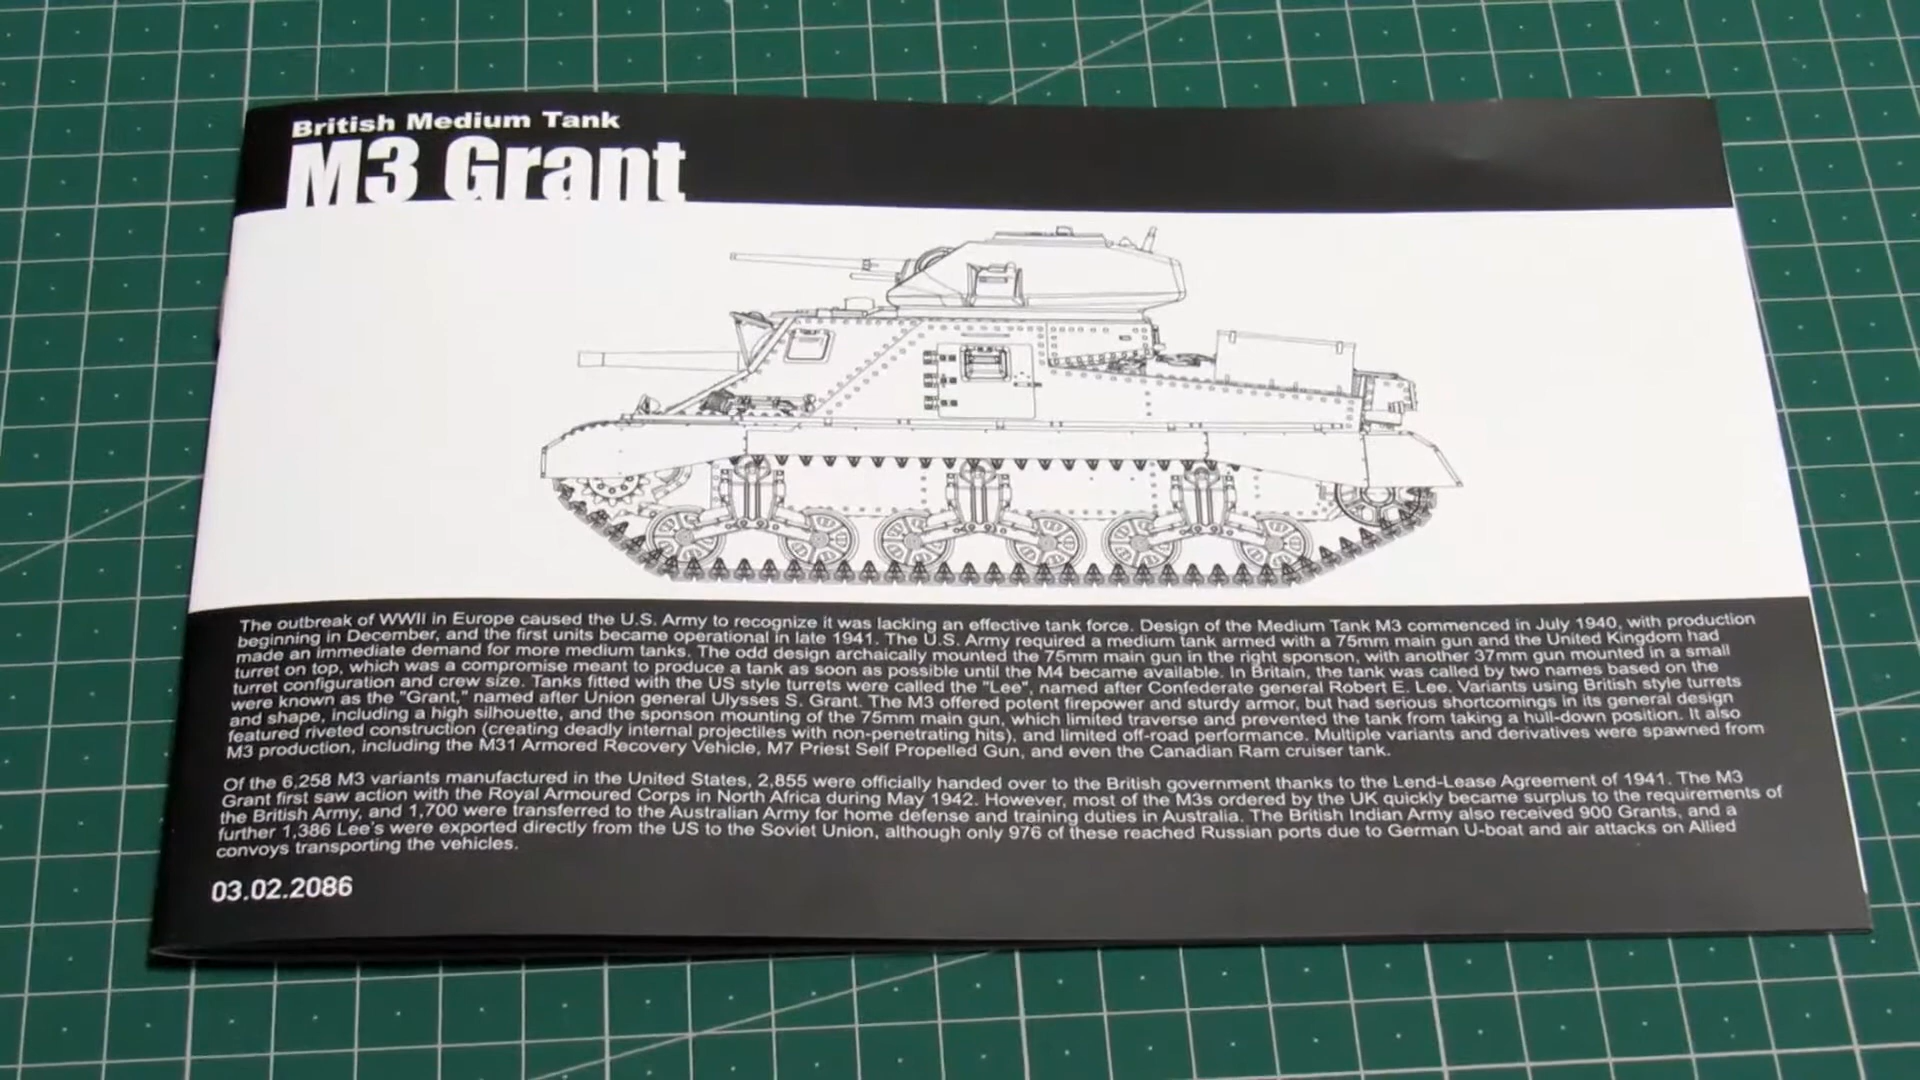 British Medium Tank
M3 Grant
The outbreak of WWII in Europe caused the U.S. Army to recognize it was lacking an effective tank force. Design of the Medium Tank M3 commenced in July 1940, with production
beginning in December, and the first units became operational in late 1941. The U.S. Army required a medium tank armed with a 75mm main gun and the United Kingdom had
made an immediate demand for more medium tanks. The odd design archaically mounted the 75mm main gun in the right sponson, with another 37mm gun mounted in a small
turret on top, which was a compromise meant to produce a tank as soon as possible until the M4 became available. In Britain, the tank was called by two names based on the
turret configuration and crew size. Tanks fitted with the US style turrets were called the "Lee", named after Confederate general Robert E. Lee. Variants using British style turrets
were known as the "Grant," named after Union general Ulysses S. Grant. The M3 offered potent firepower and sturdy armor, but had serious shortcomings in its general design
and shape, including a high silhouette, and the sponson mounting of the 75mm main gun, which limited traverse and prevented the tank from taking a hull-down position. It also
featured riveted construction (creating deadly internal projectiles with non-penetrating hits), and limited off-road performance. Multiple variants and derivatives were spawned from
M3 production, including the M31 Armored Recovery Vehicle, M7 Priest Self Propelled Gun, and even the Canadian Ram cruiser tank.
Of the 6,258 M3 variants manufactured in the United States, 2,855 were officially handed over to the British government thanks to the Lend-Lease Agreement of 1941. The M3
Grant first saw action with the Royal Armoured Corps in North Africa during May 1942. However, most of the M3s ordered by the UK quickly became surplus to the requirements of
the British Army, and 1,700 were transferred to the Australian Army for home defense and training duties in Australia. The British Indian Army also received 900 Grants, and a
further 1,386 Lee's were exported directly from the US to the Soviet Union, although only 976 of these reached Russian ports due to German U-boat and air attacks on Allied
convoys transporting the vehicles.
03.02.2086